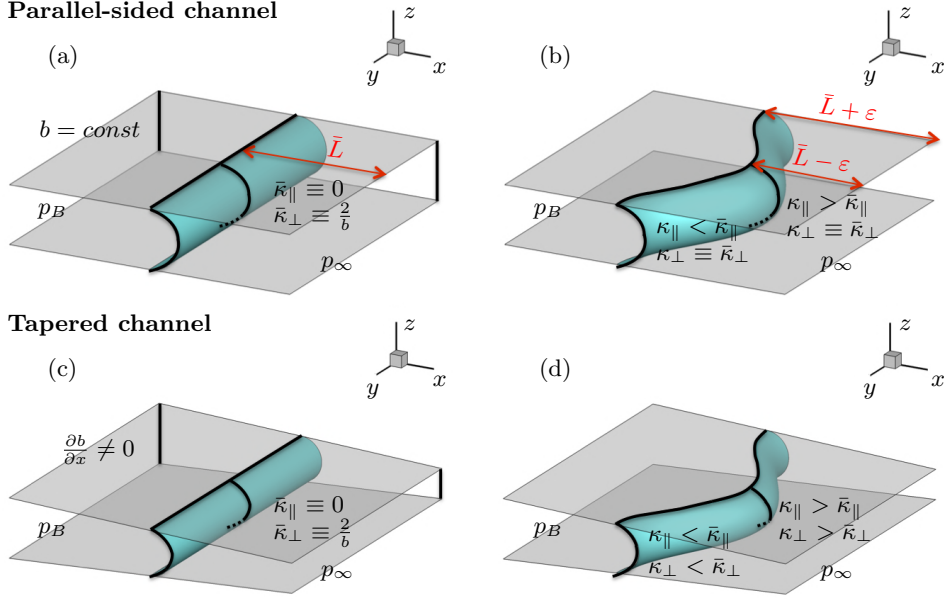 Parallel-sided channel
(a)
z
y
x
b = const
L̄
κ̄∥ ≡ 0
κ̄⊥ ≡ 2/b
p_B
p_∞
(b)
z
y
x
L̄ + ε
L̄ − ε
κ∥ > κ̄∥
κ⊥ ≡ κ̄⊥
p_B
κ∥ < κ̄∥
κ⊥ ≡ κ̄⊥
p_∞
Tapered channel
(c)
z
y
x
∂b/∂x ≠ 0
κ̄∥ ≡ 0
κ̄⊥ ≡ 2/b
p_B
p_∞
(d)
z
y
x
κ∥ > κ̄∥
κ⊥ > κ̄⊥
p_B
κ∥ < κ̄∥
κ⊥ < κ̄⊥
p_∞